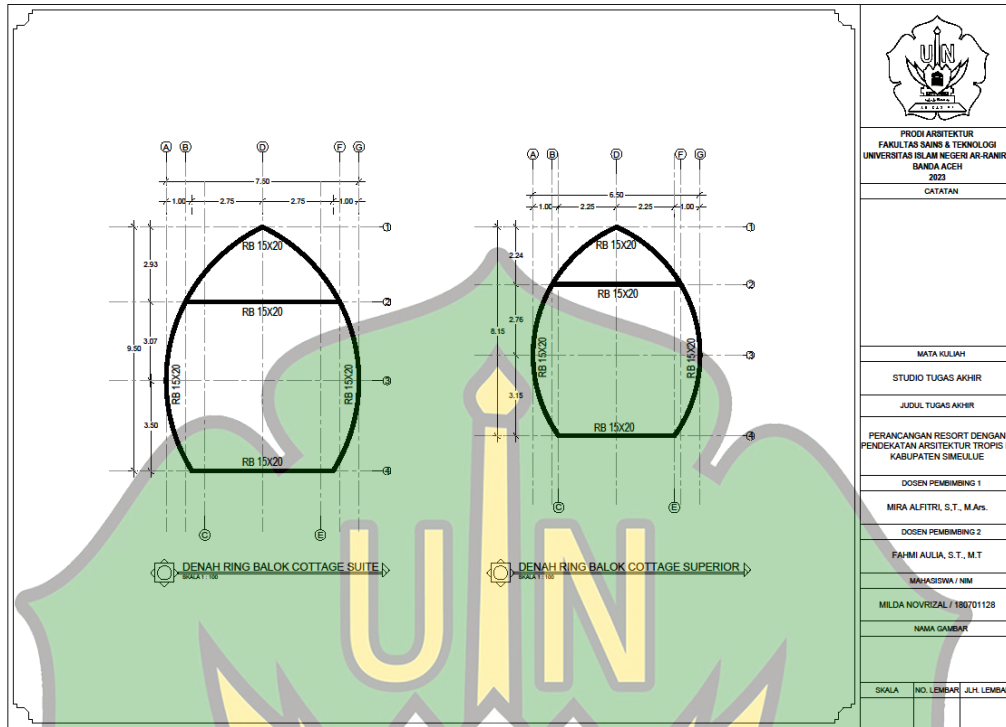 A B D F G
7.50
1.00 2.75 2.75 1.00
1
RB 15X20
2.93
2
RB 15X20
3.07
9.50
3
RB 15X20
RB 15X20
3.50
RB 15X20
4
C E
DENAH RING BALOK COTTAGE SUITE
SKALA 1 : 100
A B D F G
6.50
1.00 2.25 2.25 1.00
1
RB 15X20
2.24
2
RB 15X20
2.76
8.15
3
RB 15X20
RB 15X20
3.15
RB 15X20
4
C E
DENAH RING BALOK COTTAGE SUPERIOR
SKALA 1 : 100
UIN
UIN
PRODI ARSITEKTUR
FAKULTAS SAINS & TEKNOLOGI
UNIVERSITAS ISLAM NEGERI AR-RANIR
BANDA ACEH
2023
CATATAN
MATA KULIAH
STUDIO TUGAS AKHIR
JUDUL TUGAS AKHIR
PERANCANGAN RESORT DENGAN
PENDEKATAN ARSITEKTUR TROPIS
KABUPATEN SIMEULUE
DOSEN PEMBIMBING 1
MIRA ALFITRI, S,T., M.Ars.
DOSEN PEMBIMBING 2
FAHMI AULIA, S.T., M.T
MAHASISWA / NIM
MILDA NOVRIZAL / 180701128
NAMA GAMBAR
SKALA NO. LEMBAR JLH. LEMBA